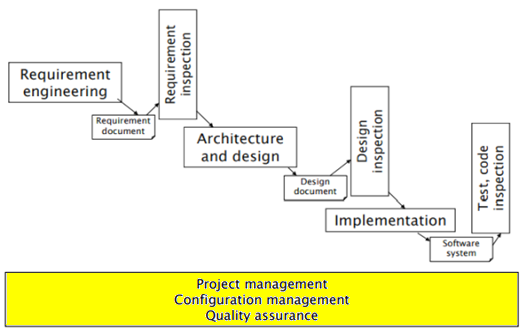 Requirement
engineering
Requirement
document
Requirement
inspection
Architecture
and design
Design
document
Design
inspection
Implementation
Software
system
Test, code
inspection
Project management
Configuration management
Quality assurance